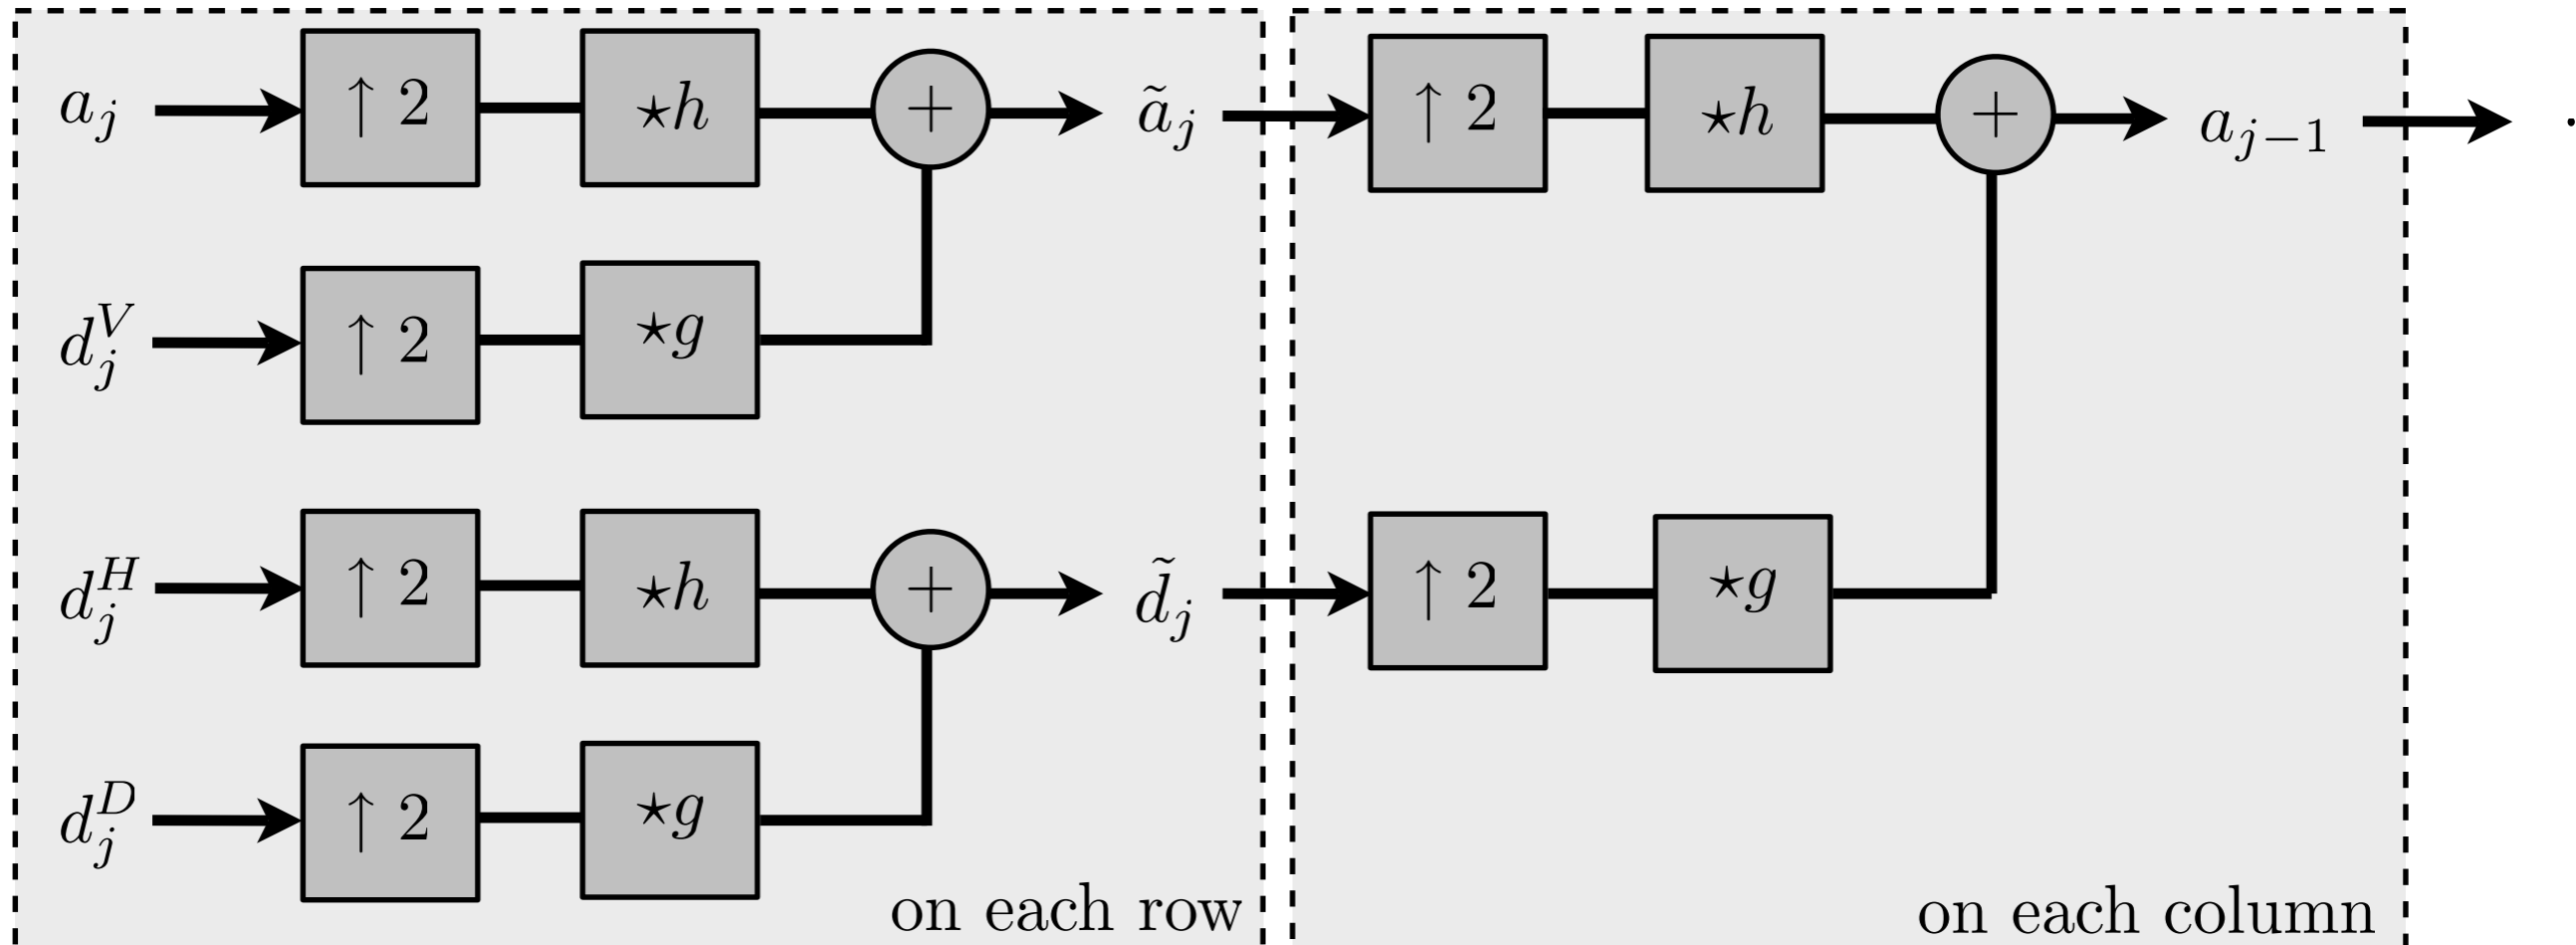 a_j ↑ 2 ⋆h + ã_j ↑ 2 ⋆h + a_{j−1} .
d_j^V ↑ 2 ⋆g
d_j^H ↑ 2 ⋆h + d̃_j ↑ 2 ⋆g
d_j^D ↑ 2 ⋆g
on each row on each column